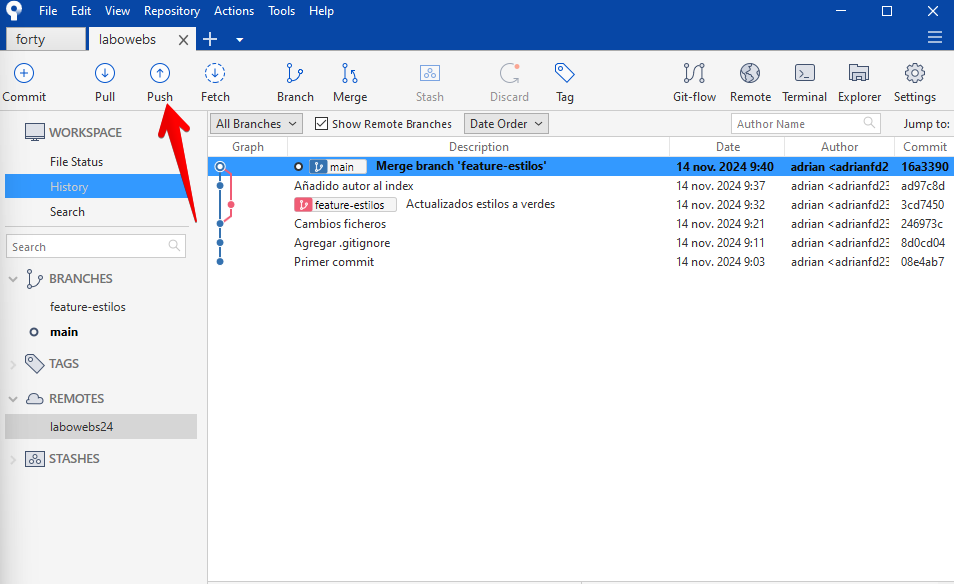 File Edit View Repository Actions Tools Help
forty labowebs
Commit Pull Push Fetch Branch Merge Stash Discard Tag Git-flow Remote Terminal Explorer Settings
WORKSPACE
File Status
History
Search
Search
BRANCHES
feature-estilos
main
TAGS
REMOTES
labowebs24
STASHES
All Branches Show Remote Branches Date Order Author Name Jump to:
Graph Description Date Author Commit
main Merge branch 'feature-estilos' 14 nov. 2024 9:40 adrian <adrianfd2 16a3390
Añadido autor al index 14 nov. 2024 9:37 adrian <adrianfd23 ad97c8d
feature-estilos Actualizados estilos a verdes 14 nov. 2024 9:32 adrian <adrianfd23 3cd7450
Cambios ficheros 14 nov. 2024 9:21 adrian <adrianfd23 246973c
Agregar .gitignore 14 nov. 2024 9:11 adrian <adrianfd23 8d0cd04
Primer commit 14 nov. 2024 9:03 adrian <adrianfd23 08e4ab7